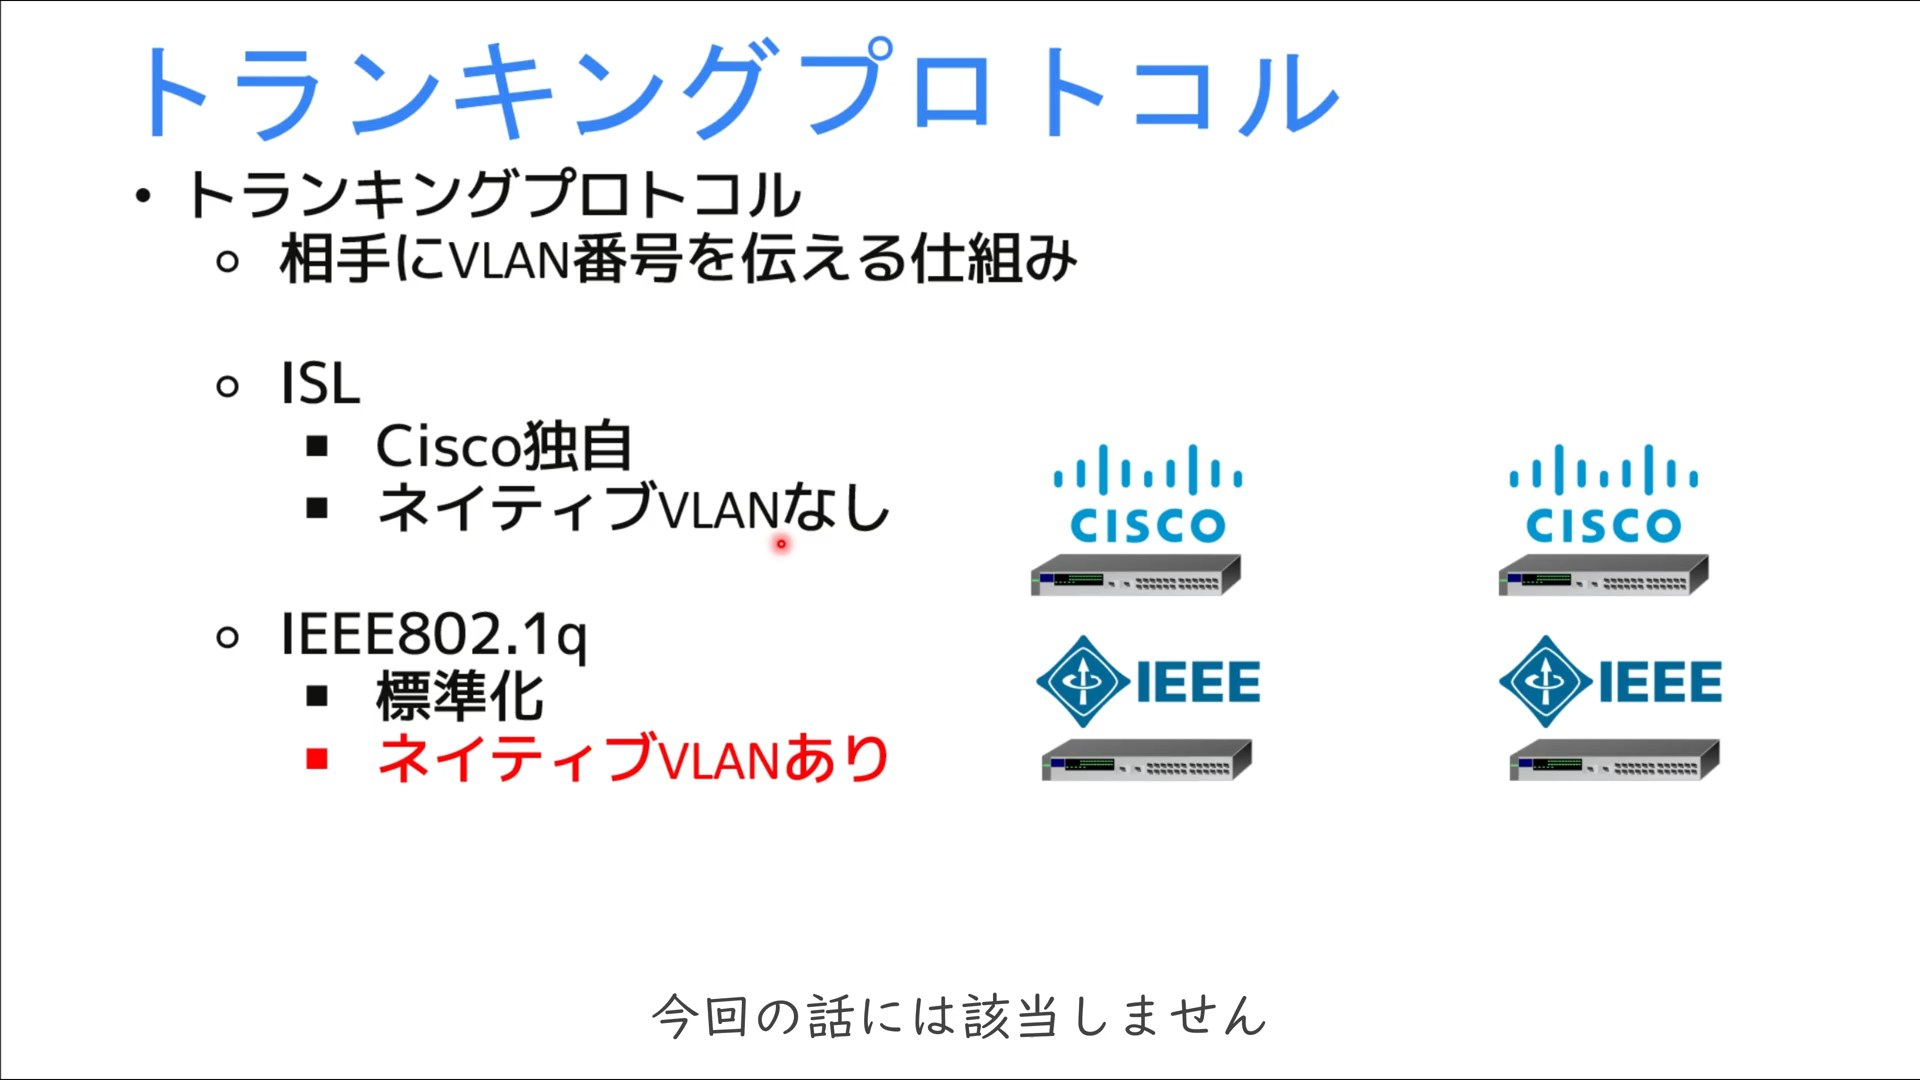 トランキングプロトコル
• トランキングプロトコル
○ 相手にVLAN番号を伝える仕組み
○ ISL
■ Cisco独自
■ ネイティブVLANなし
○ IEEE802.1q
■ 標準化
■ ネイティブVLANあり
CISCO
CISCO
IEEE
IEEE
今回の話には該当しません